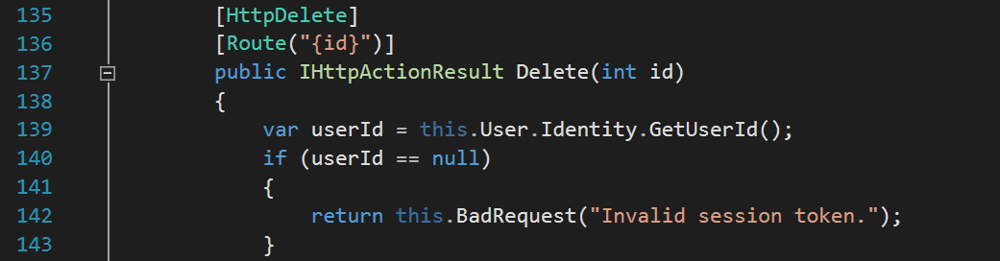 135 [HttpDelete]
136 [Route("{id}")]
137 public IHttpActionResult Delete(int id)
138 {
139 var userId = this.User.Identity.GetUserId();
140 if (userId == null)
141 {
142 return this.BadRequest("Invalid session token.");
143 }